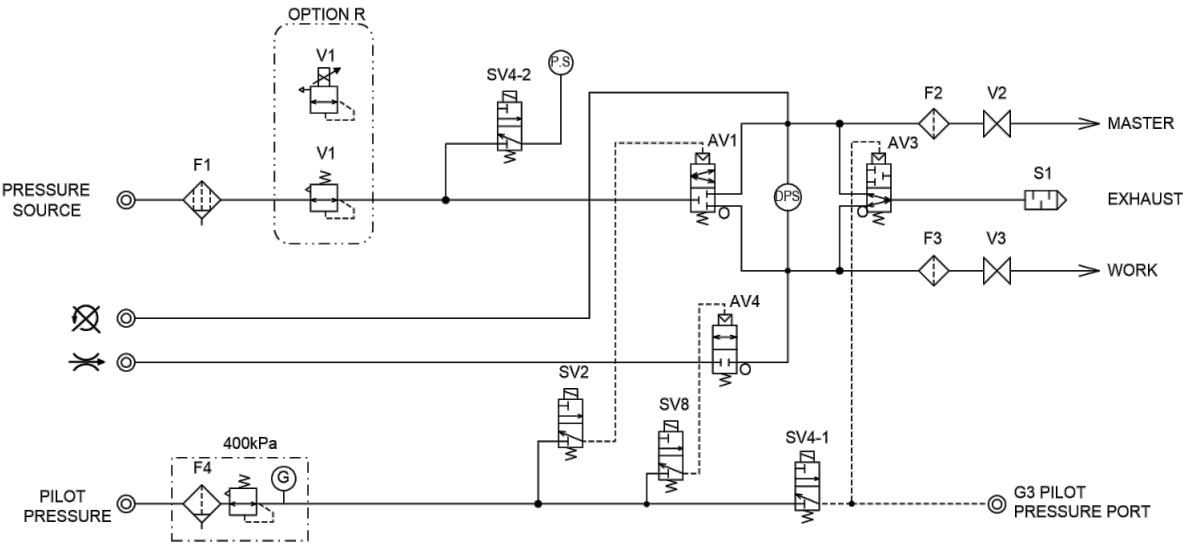 OPTION R
V1
SV4-2
P.S
F2
V2
MASTER
AV1
AV3
F1
V1
S1
PRESSURE
SOURCE
DPS
EXHAUST
F3
V3
WORK
AV4
SV2
SV8
400kPa
SV4-1
F4
G
PILOT
PRESSURE
G3 PILOT
PRESSURE PORT